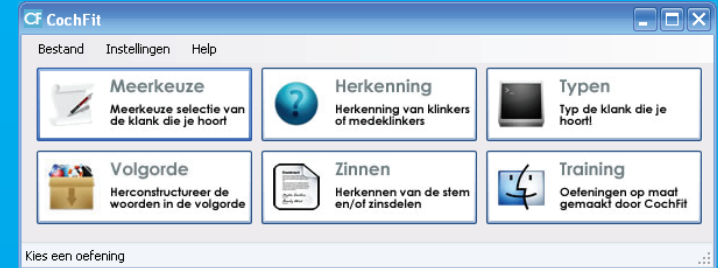 CF CochFit
Bestand Instellingen Help
Meerkeuze
Meerkeuze selectie van
de klank die je hoort
Herkenning
Herkenning van klinkers
of medeklinkers
Typen
Typ de klank die je
hoort!
Volgorde
Herconstructureer de
woorden in de volgorde
Zinnen
Herkennen van de stem
en/of zinsdelen
Training
Oefeningen op maat
gemaakt door CochFit
Kies een oefening